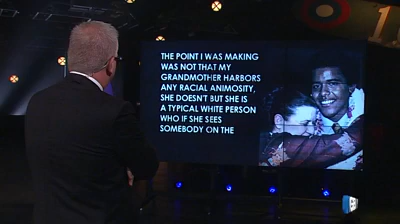 THE POINT I WAS MAKING
WAS NOT THAT MY
GRANDMOTHER HARBORS
ANY RACIAL ANIMOSITY,
SHE DOESN'T BUT SHE IS
A TYPICAL WHITE PERSON
WHO IF SHE SEES
SOMEBODY ON THE